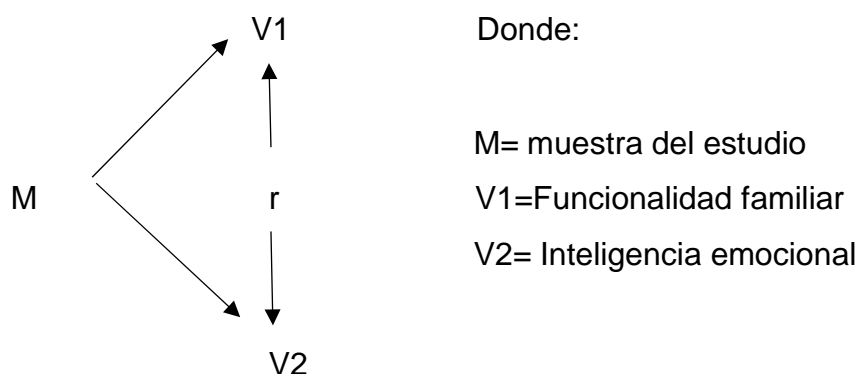 V1 Donde:
M= muestra del estudio
M r V1=Funcionalidad familiar
V2= Inteligencia emocional
V2